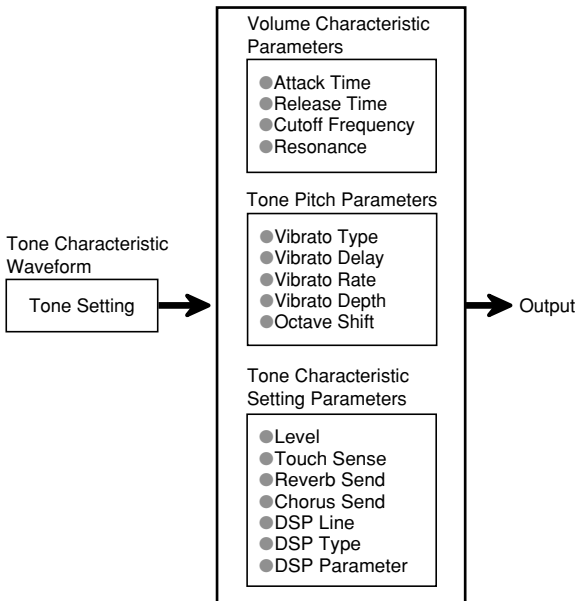 Volume Characteristic
Parameters
●Attack Time
●Release Time
●Cutoff Frequency
●Resonance
Tone Pitch Parameters
●Vibrato Type
●Vibrato Delay
●Vibrato Rate
●Vibrato Depth
●Octave Shift
Tone Characteristic
Waveform
Tone Setting
Output
Tone Characteristic
Setting Parameters
●Level
●Touch Sense
●Reverb Send
●Chorus Send
●DSP Line
●DSP Type
●DSP Parameter